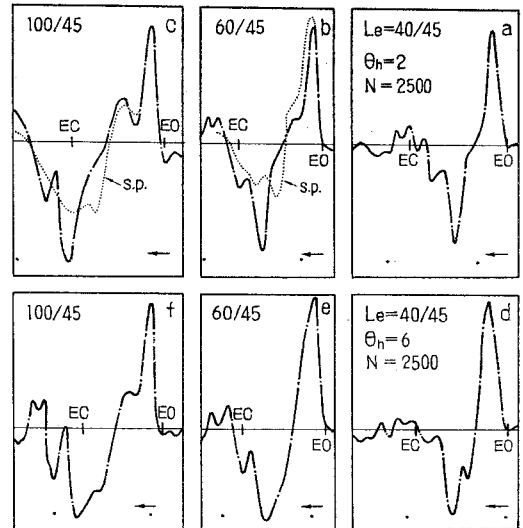 100/45 c
EC
EO
s.p.
60/45 b
EC
EO
s.p.
Le=40/45 a
θh=2
N=2500
EC
EO
100/45 f
EC
EO
60/45 e
EC
EO
Le=40/45 d
θh=6
N=2500
EC
EO